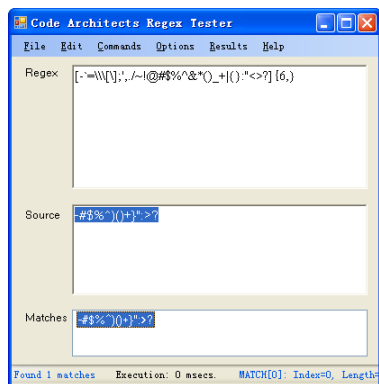 Code Architects Regex Tester
File Edit Commands Options Results Help
Regex
[-`=\\\[\];',./~!@#$%^&*()_+|{}:"<>?]{6,}
Source
-#$%^)()+}":>?
Matches
-#$%^)()+}":>?
Found 1 matches Execution: 0 msecs. MATCH[0]: Index=0, Length=